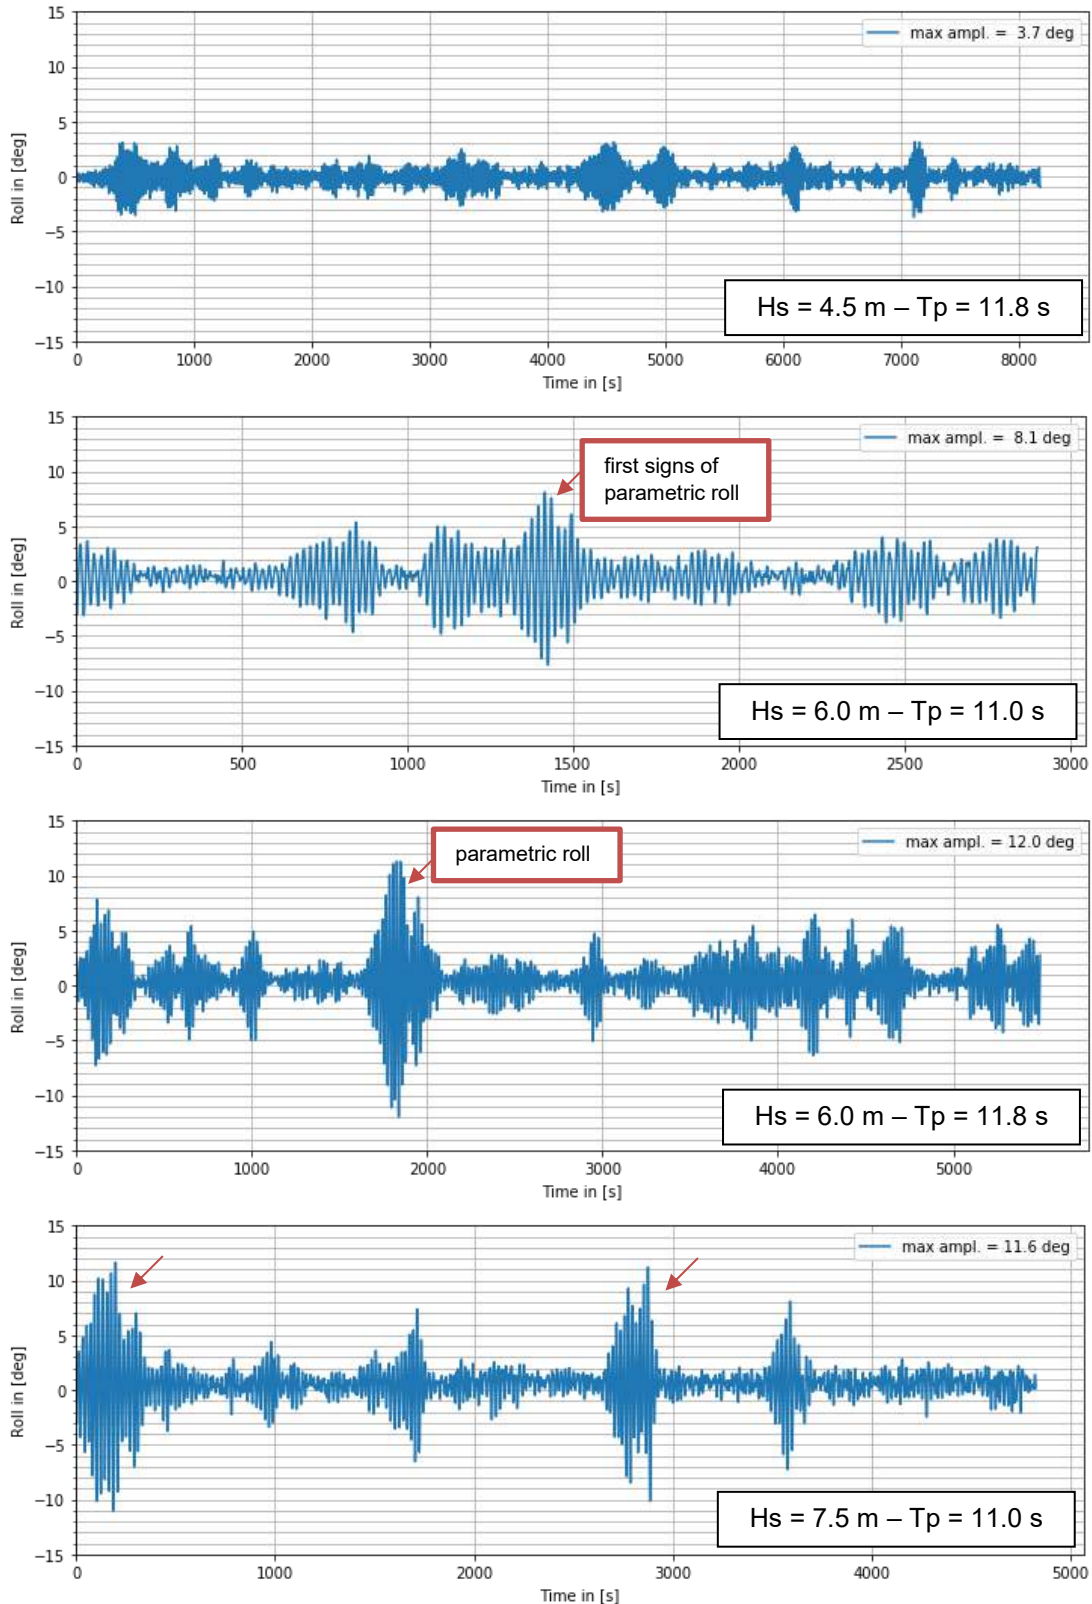 15
10
5
0
−5
−10
−15
Roll in [deg]
max ampl. = 3.7 deg
Hs = 4.5 m – Tp = 11.8 s
0 1000 2000 3000 4000 5000 6000 7000 8000
Time in [s]
15
10
5
0
−5
−10
−15
Roll in [deg]
max ampl. = 8.1 deg
first signs of
parametric roll
Hs = 6.0 m – Tp = 11.0 s
0 500 1000 1500 2000 2500 3000
Time in [s]
15
10
5
0
−5
−10
−15
Roll in [deg]
max ampl. = 12.0 deg
parametric roll
Hs = 6.0 m – Tp = 11.8 s
0 1000 2000 3000 4000 5000
Time in [s]
15
10
5
0
−5
−10
−15
Roll in [deg]
max ampl. = 11.6 deg
Hs = 7.5 m – Tp = 11.0 s
0 1000 2000 3000 4000 5000
Time in [s]